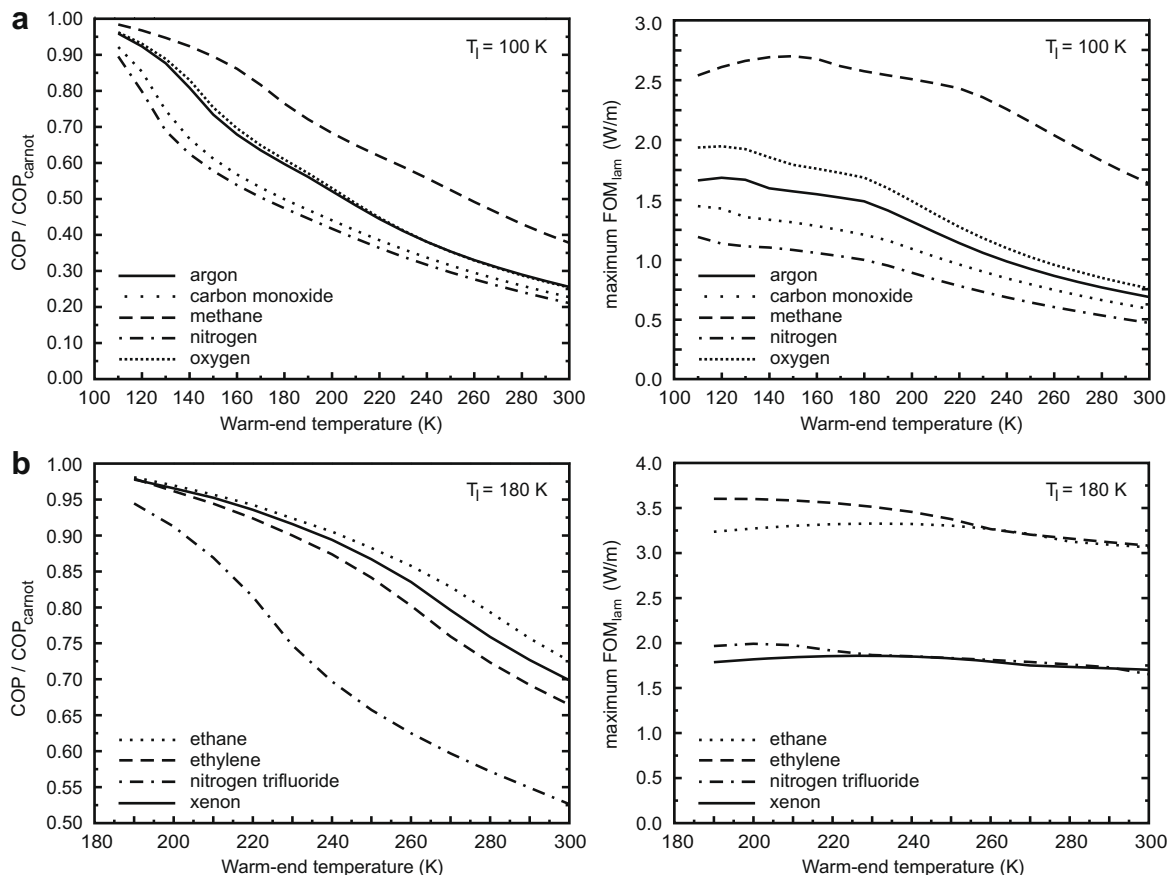 a
1.00
0.90
0.80
0.70
0.60
0.50
0.40
0.30
0.20
0.10
0.00
COP / COPcarnot
Tl = 100 K
argon
carbon monoxide
methane
nitrogen
oxygen
100 120 140 160 180 200 220 240 260 280 300
Warm-end temperature (K)
3.0
2.5
2.0
1.5
1.0
0.5
0.0
maximum FOMlam (W/m)
Tl = 100 K
argon
carbon monoxide
methane
nitrogen
oxygen
100 120 140 160 180 200 220 240 260 280 300
Warm-end temperature (K)
b
1.00
0.95
0.90
0.85
0.80
0.75
0.70
0.65
0.60
0.55
0.50
COP / COPcarnot
Tl = 180 K
ethane
ethylene
nitrogen trifluoride
xenon
180 200 220 240 260 280 300
Warm-end temperature (K)
4.0
3.5
3.0
2.5
2.0
1.5
1.0
0.5
0.0
maximum FOMlam (W/m)
Tl = 180 K
ethane
ethylene
nitrogen trifluoride
xenon
180 200 220 240 260 280 300
Warm-end temperature (K)